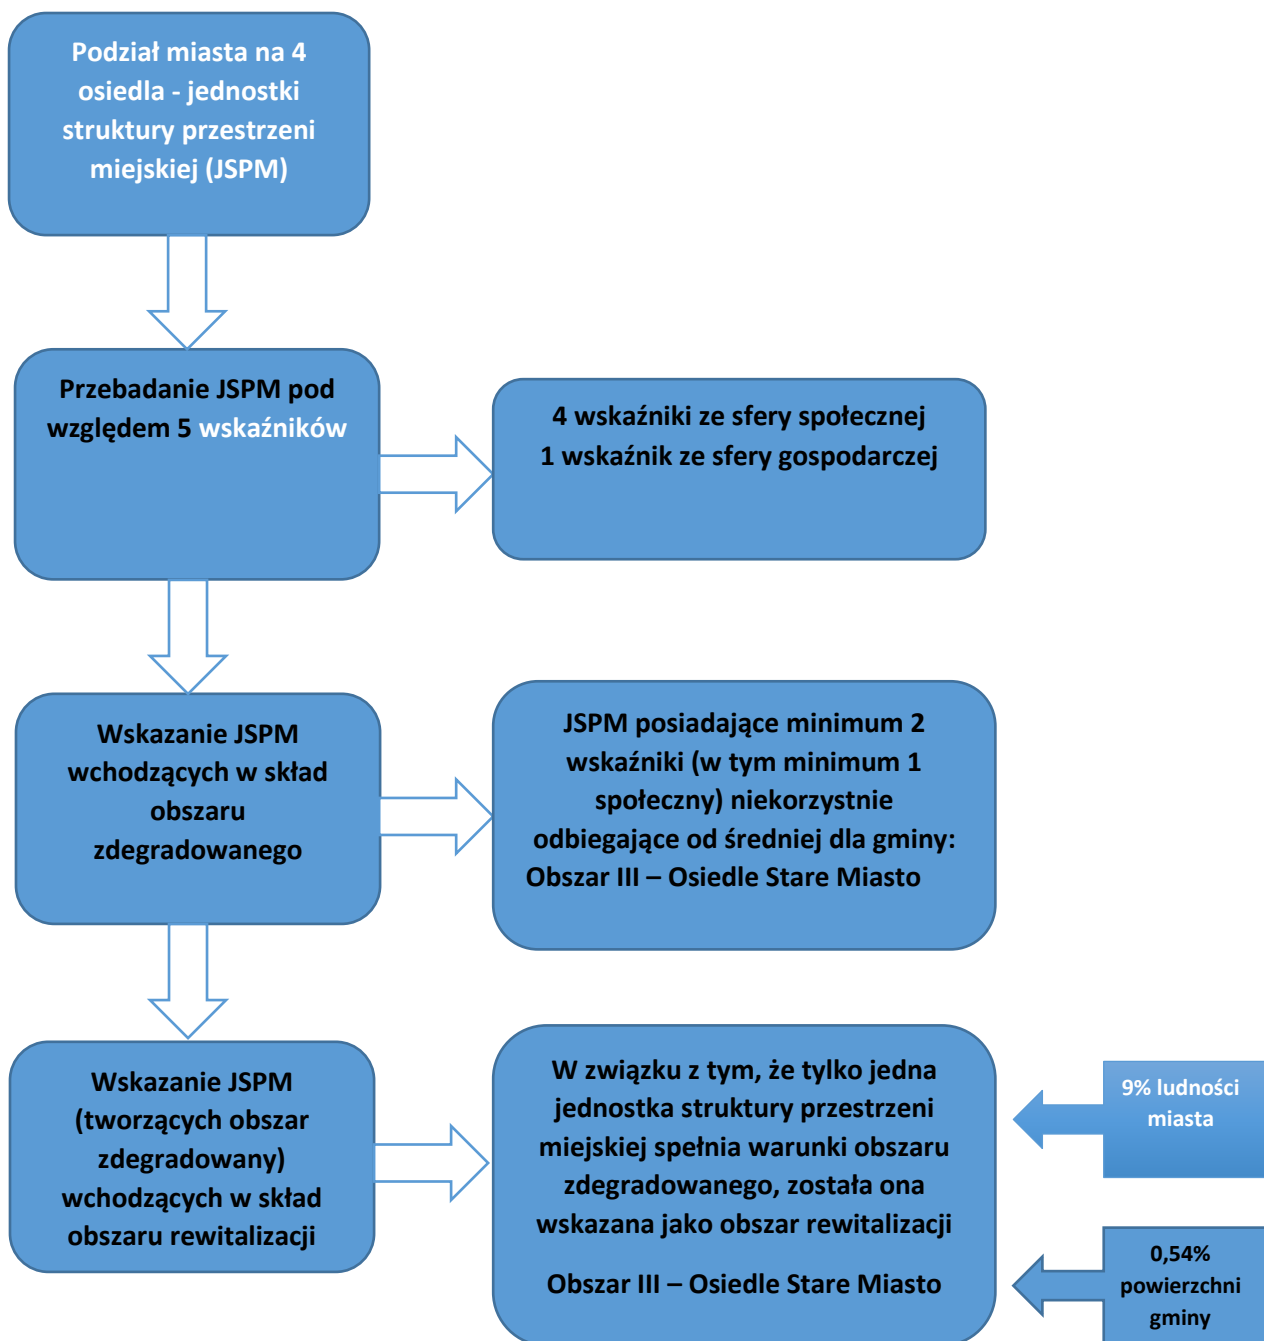 Podział miasta na 4
osiedla - jednostki
struktury przestrzeni
miejskiej (JSPM)
Przebadanie JSPM pod
względem 5 wskaźników
4 wskaźniki ze sfery społecznej
1 wskaźnik ze sfery gospodarczej
Wskazanie JSPM
wchodzących w skład
obszaru
zdegradowanego
JSPM posiadające minimum 2
wskaźniki (w tym minimum 1
społeczny) niekorzystnie
odbiegające od średniej dla gminy:
Obszar III – Osiedle Stare Miasto
Wskazanie JSPM
(tworzących obszar
zdegradowany)
wchodzących w skład
obszaru rewitalizacji
W związku z tym, że tylko jedna
jednostka struktury przestrzeni
miejskiej spełnia warunki obszaru
zdegradowanego, została ona
wskazana jako obszar rewitalizacji
Obszar III – Osiedle Stare Miasto
9% ludności
miasta
0,54%
powierzchni
gminy